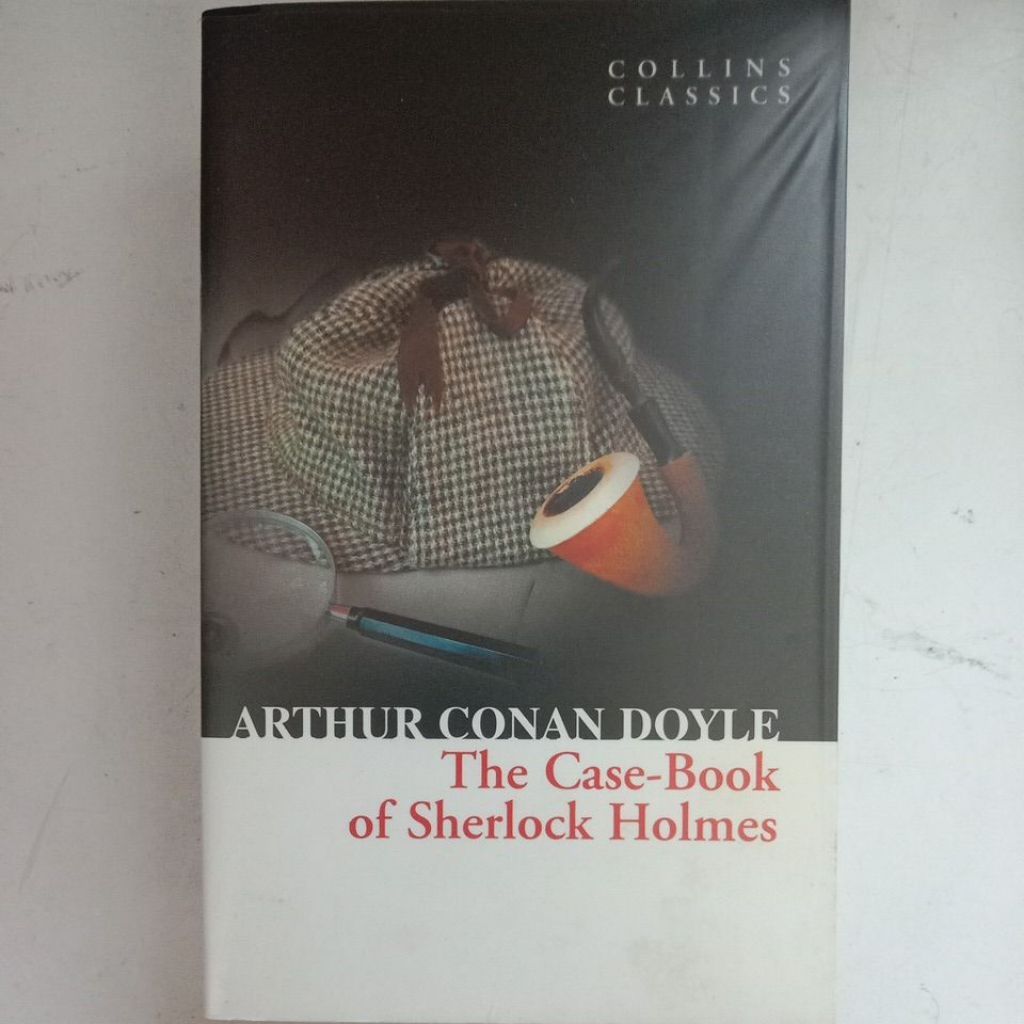 COLLINS
CLASSICS
ARTHUR CONAN DOYLE
The Case-Book
of Sherlock Holmes